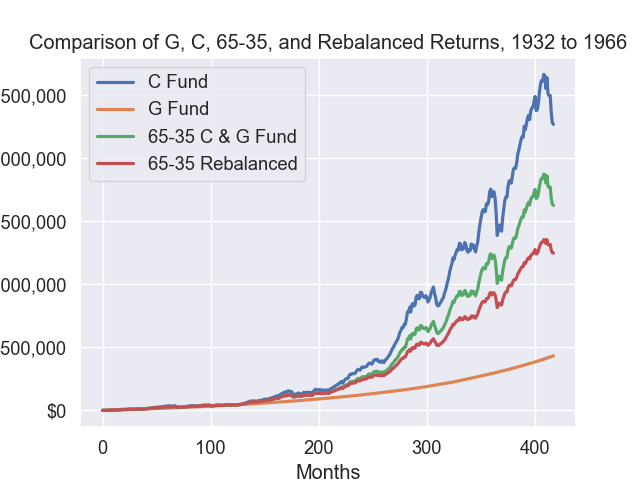 Comparison of G, C, 65-35, and Rebalanced Returns, 1932 to 1966
C Fund
G Fund
65-35 C & G Fund
65-35 Rebalanced
500,000
000,000
500,000
000,000
500,000
$0
0 100 200 300 400
Months